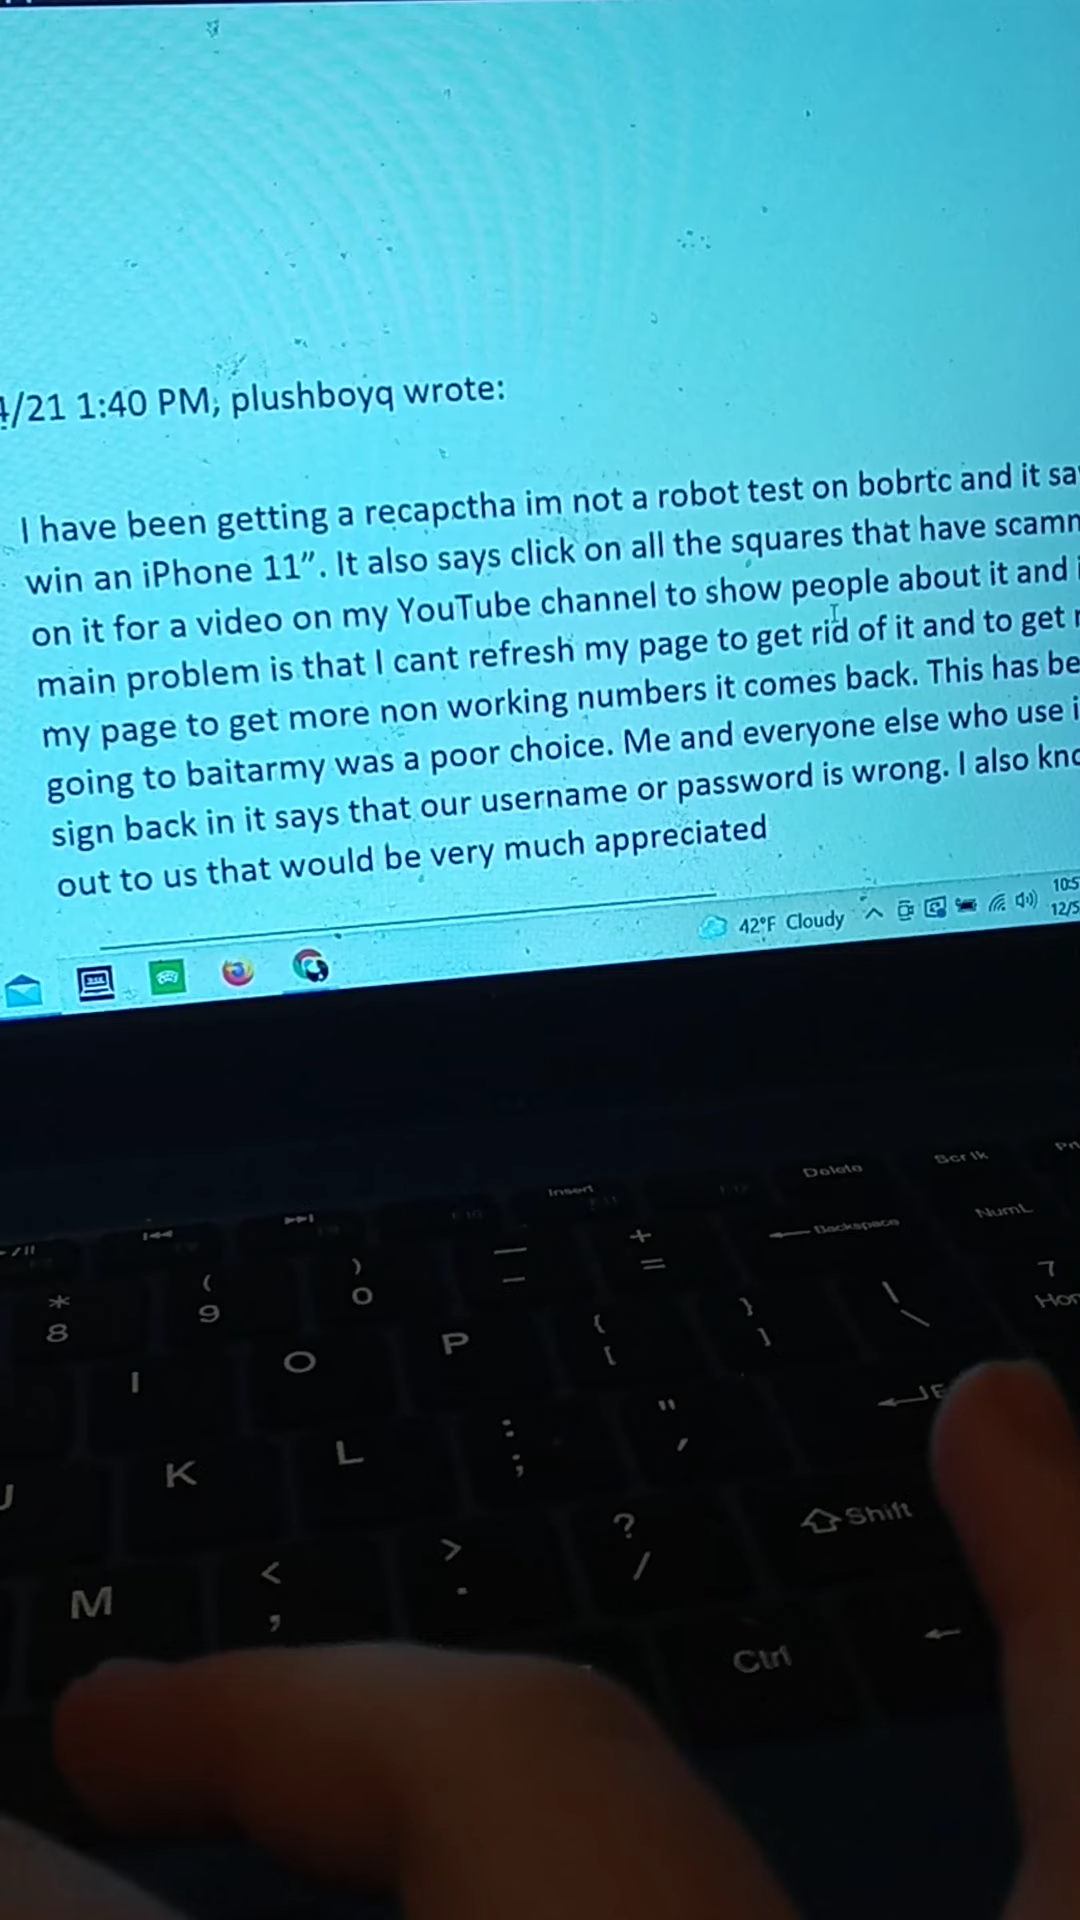 /21 1:40 PM, plushboyq wrote:
I have been getting a recapctha im not a robot test on bobrtc and it
win an iPhone 11”. It also says click on all the squares that have
on it for a video on my YouTube channel to show people about it and
main problem is that I cant refresh my page to get rid of it and to get
my page to get more non working numbers it comes back. This has
going to baitarmy was a poor choice. Me and everyone else who use
sign back in it says that our username or password is wrong. I also
out to us that would be very much appreciated
42°F Cloudy
10:5
12/5
Insert
Delete
Scr lk
Backspace
NumL
* ( ) — +
8 9 0 - =
7
I O P { } \
[ ]
J K L : "
; '
M < > ? Shift
, . /
Ctrl